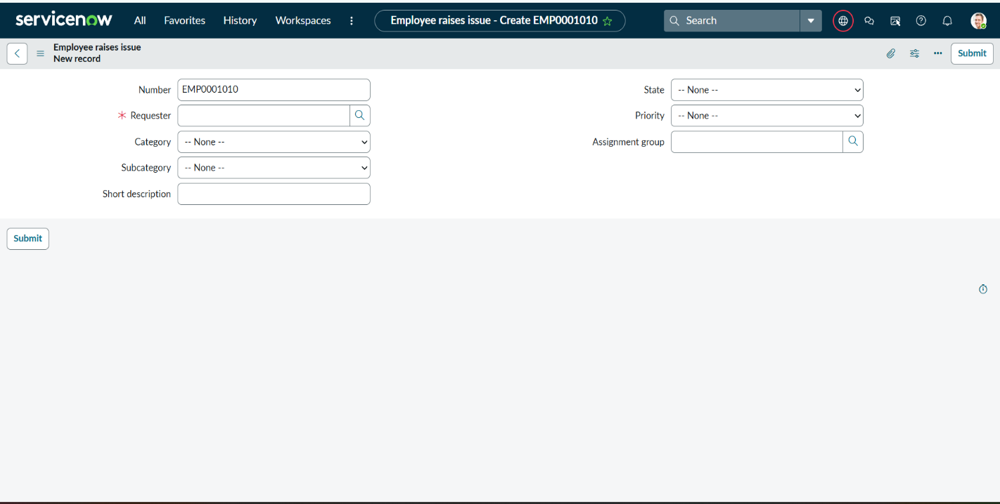 servicenow All Favorites History Workspaces Employee raises issue - Create EMP0001010 Search
Employee raises issue
New record
Submit
Number EMP0001010
State -- None --
Requester
Priority -- None --
Category -- None --
Assignment group
Subcategory -- None --
Short description
Submit